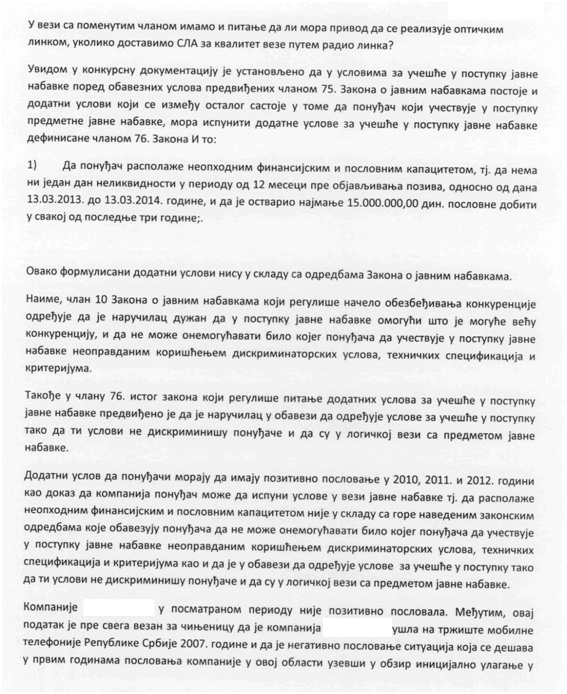 У вези са поменутим чланом имамо и питање да ли мора привод да се реализује оптичким
линком, уколико доставимо СЛА за квалитет везе путем радио линка?
Увидом у конкурсну документацију је установљено да у условима за учешће у поступку јавне
набавке поред обавезних услова предвиђених чланом 75. Закона о јавним набавкама постоје и
додатни услови који се између осталог састоје у томе да понуђач који учествује у поступку
предметне јавне набавке, мора испунити додатне услове за учешће у поступку јавне набавке
дефинисане чланом 76. Закона И то:
1) Да понуђач располаже неопходним финансијским и пословним капацитетом, тј. да нема
ни један дан неликвидности у периоду од 12 месеци пре објављивања позива, односно од дана
13.03.2013. до 13.03.2014. године, и да је остварио најмање 15.000.000,00 дин. пословне добити
у свакој од последње три године;.
Овако формулисани додатни услови нису у складу са одредбама Закона о јавним набавкама.
Наиме, члан 10 Закона о јавним набавкама који регулише начело обезбеђивања конкуренције
одређује да је наручилац дужан да у поступку јавне набавке омогући што је могуће већу
конкуренцију, и да не може онемогућавати било којег понуђача да учествује у поступку јавне
набавке неоправданим коришћењем дискриминаторских услова, техничких спецификација и
критеријума.
Такође у члану 76. истог закона који регулише питање додатних услова за учешће у поступку
јавне набавке предвиђено је да је наручилац у обавези да одређује услове за учешће у поступку
тако да ти услови не дискриминишу понуђаче и да су у логичкој вези са предметом јавне
набавке.
Додатни услов да понуђачи морају да имају позитивно пословање у 2010, 2011. и 2012. години
као доказ да компанија понуђач може да испуни услове у вези јавне набавке тј. да располаже
неопходним финансијским и пословним капацитетом није у складу са горе наведеним законским
одредбама које обавезују понуђача да не може онемогућавати било којег понуђача да учествује
у поступку јавне набавке неоправданим коришћењем дискриминаторских услова, техничких
спецификација и критеријума као и да је у обавези да одређује услове за учешће у поступку тако
да ти услови не дискриминишу понуђаче и да су у логичкој вези са предметом јавне набавке.
Компаније у посматраном периоду није позитивно пословала. Међутим, овај
податак је пре свега везан за чињеницу да је компанија ушла на тржиште мобилне
телефоније Републике Србије 2007. године и да је негативно пословање ситуација која се дешава
у првим годинама пословања компаније у овој области узевши у обзир иницијално улагање у